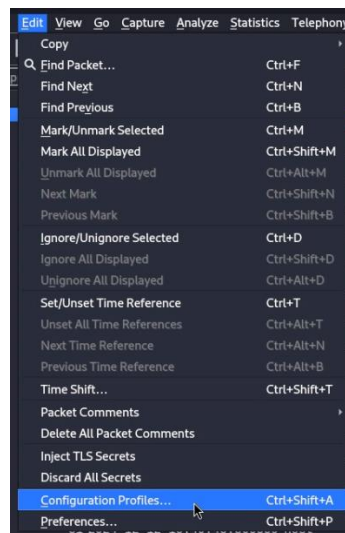 Edit View Go Capture Analyze Statistics Telephony
Copy
Find Packet... Ctrl+F
Find Next Ctrl+N
Find Previous Ctrl+B
Mark/Unmark Selected Ctrl+M
Mark All Displayed Ctrl+Shift+M
Unmark All Displayed Ctrl+Alt+M
Next Mark Ctrl+Shift+N
Previous Mark Ctrl+Shift+B
Ignore/Unignore Selected Ctrl+D
Ignore All Displayed Ctrl+Shift+D
Unignore All Displayed Ctrl+Alt+D
Set/Unset Time Reference Ctrl+T
Unset All Time References Ctrl+Alt+T
Next Time Reference Ctrl+Alt+N
Previous Time Reference Ctrl+Alt+B
Time Shift... Ctrl+Shift+T
Packet Comments
Delete All Packet Comments
Inject TLS Secrets
Discard All Secrets
Configuration Profiles... Ctrl+Shift+A
Preferences... Ctrl+Shift+P